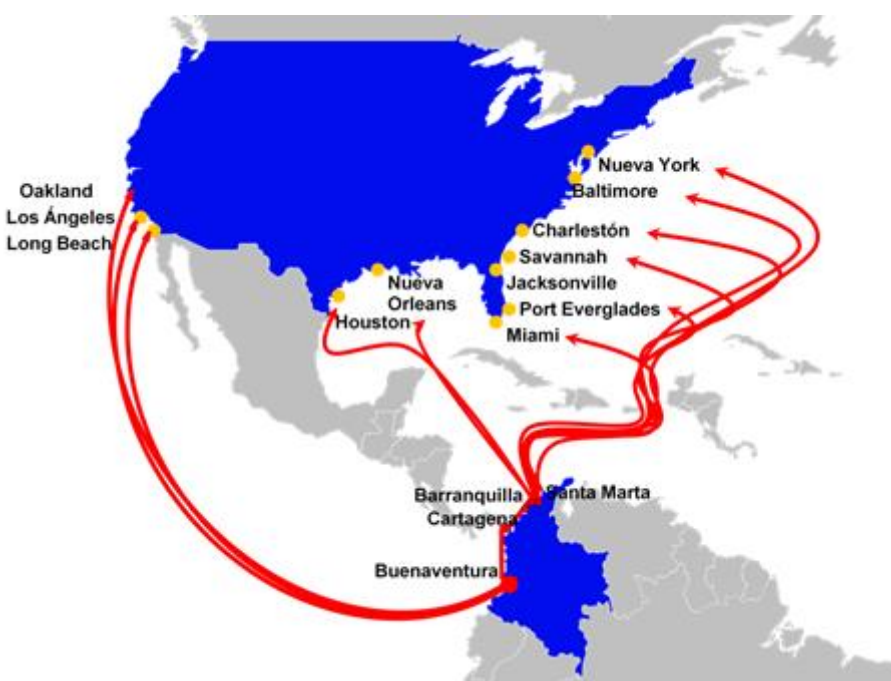 Nueva York
Baltimore
Oakland
Los Ángeles
Long Beach
Charlestón
Savannah
Jacksonville
Nueva
Orleans
Port Everglades
Houston
Miami
Barranquilla
Santa Marta
Cartagena
Buenaventura